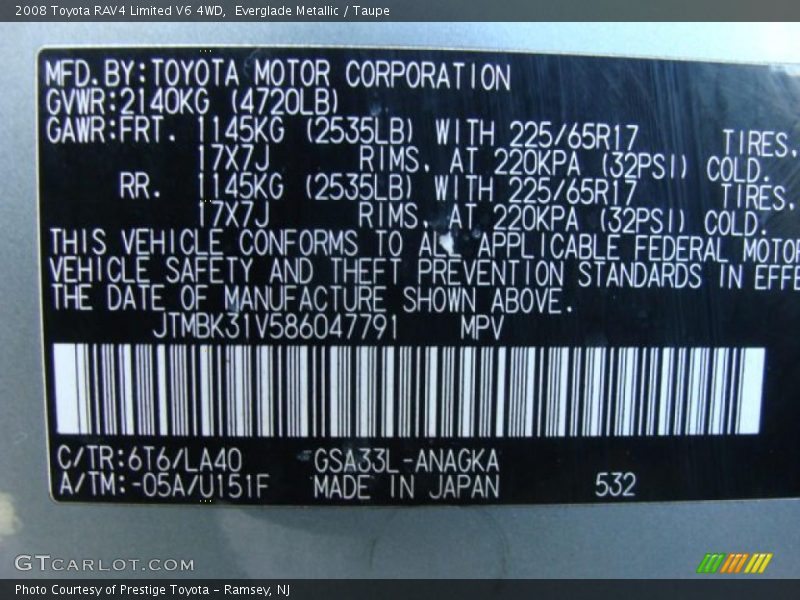 2008 Toyota RAV4 Limited V6 4WD, Everglade Metallic / Taupe
MFD.BY:TOYOTA MOTOR CORPORATION
GVWR:2140KG (4720LB)
GAWR:FRT. 1145KG (2535LB) WITH 225/65R17 TIRES.
17X7J RIMS. AT 220KPA (32PSI) COLD.
RR. 1145KG (2535LB) WITH 225/65R17 TIRES.
17X7J RIMS. AT 220KPA (32PSI) COLD.
THIS VEHICLE CONFORMS TO ALL APPLICABLE FEDERAL MOTOR
VEHICLE SAFETY AND THEFT PREVENTION STANDARDS IN EFFE
THE DATE OF MANUFACTURE SHOWN ABOVE.
JTMBK31V586047791 MPV
C/TR:6T6/LA40 GSA33L-ANAGKA
A/TM:-05A/U151F MADE IN JAPAN 532
GTCARLOT.COM
Photo Courtesy of Prestige Toyota - Ramsey, NJ